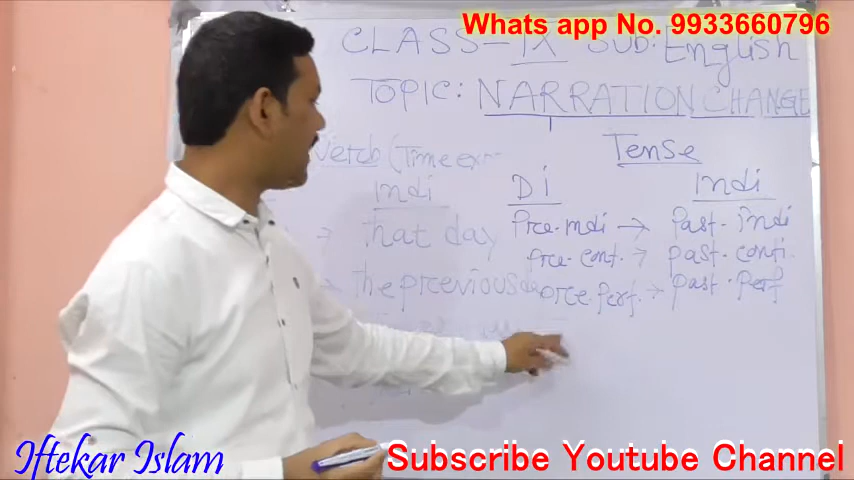 Whats app No. 9933660796
CLASS-IX SUB: English
TOPIC: NARRATION CHANGE
Tense
Indi
DI Indi
that day
Pre. Indi → Past. indi
Pre. Cont. → past. conti.
the previous
Pre. perf. → past. perf
Iftekar Islam
Subscribe Youtube Channel